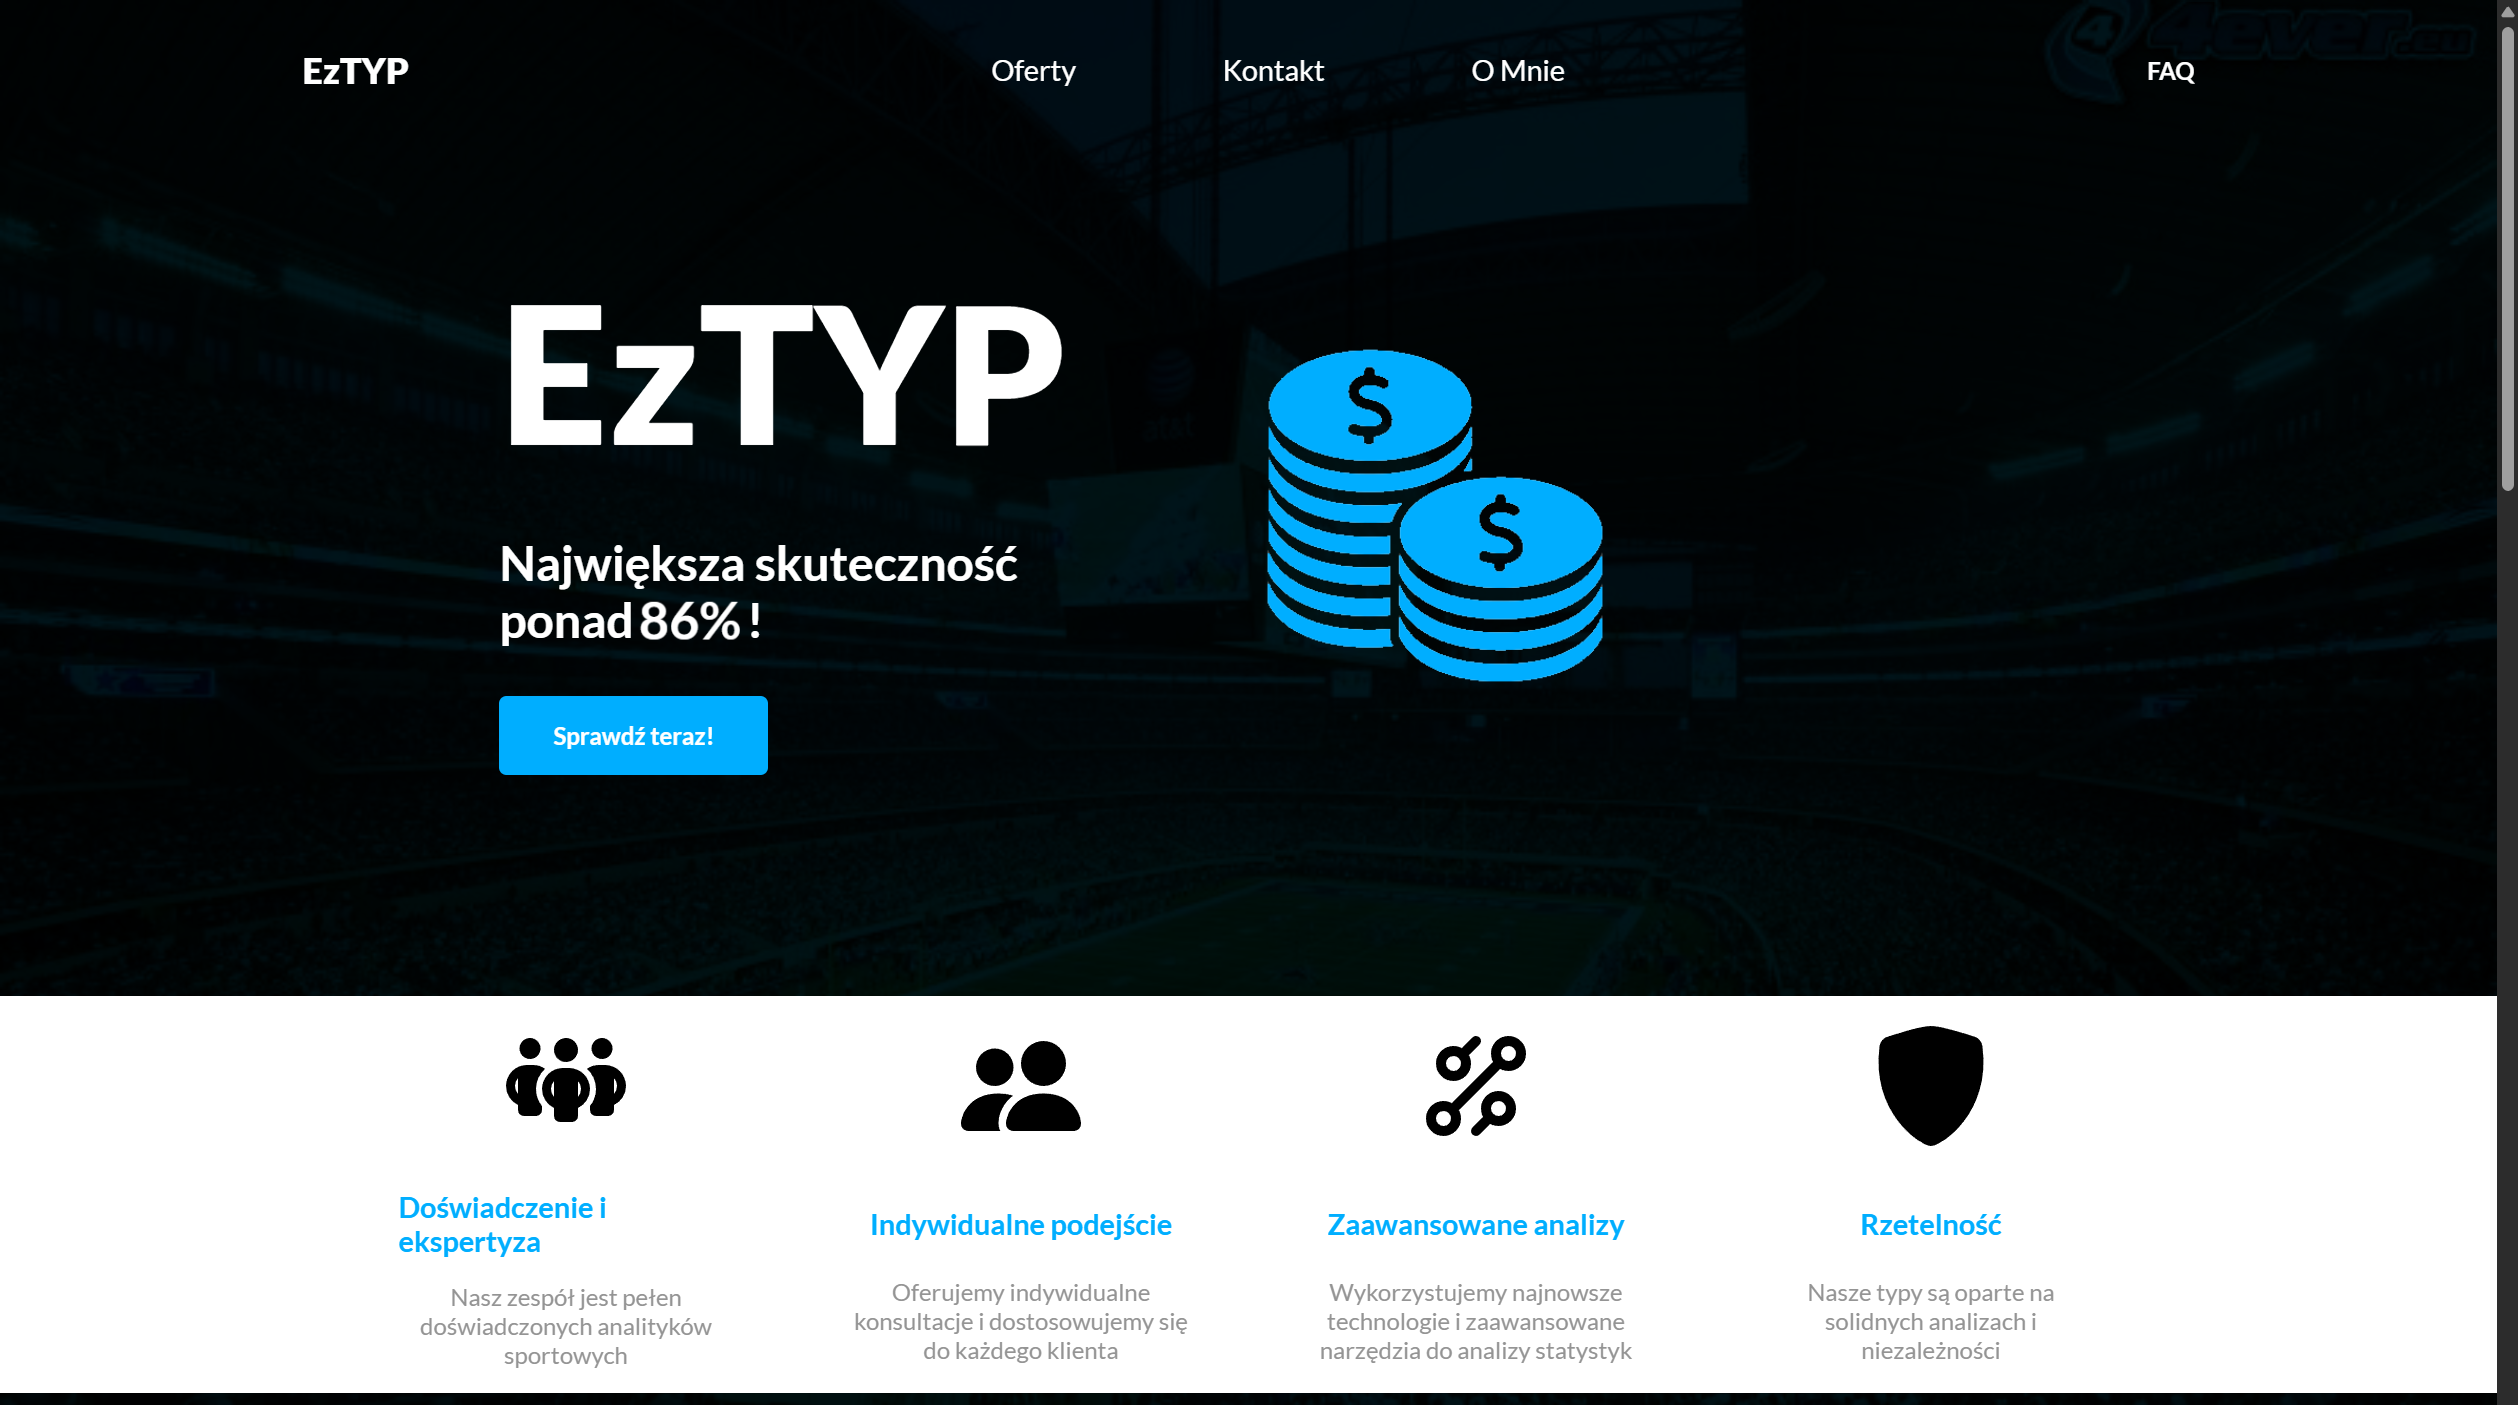 4ever.eu
EzTYP
Oferty
Kontakt
O Mnie
FAQ
EzTYP
Największa skuteczność
ponad 86% !
Sprawdź teraz!
$
$
Doświadczenie i
ekspertyza
Nasz zespół jest pełen
doświadczonych analityków
sportowych
Indywidualne podejście
Oferujemy indywidualne
konsultacje i dostosowujemy się
do każdego klienta
Zaawansowane analizy
Wykorzystujemy najnowsze
technologie i zaawansowane
narzędzia do analizy statystyk
Rzetelność
Nasze typy są oparte na
solidnych analizach i
niezależności